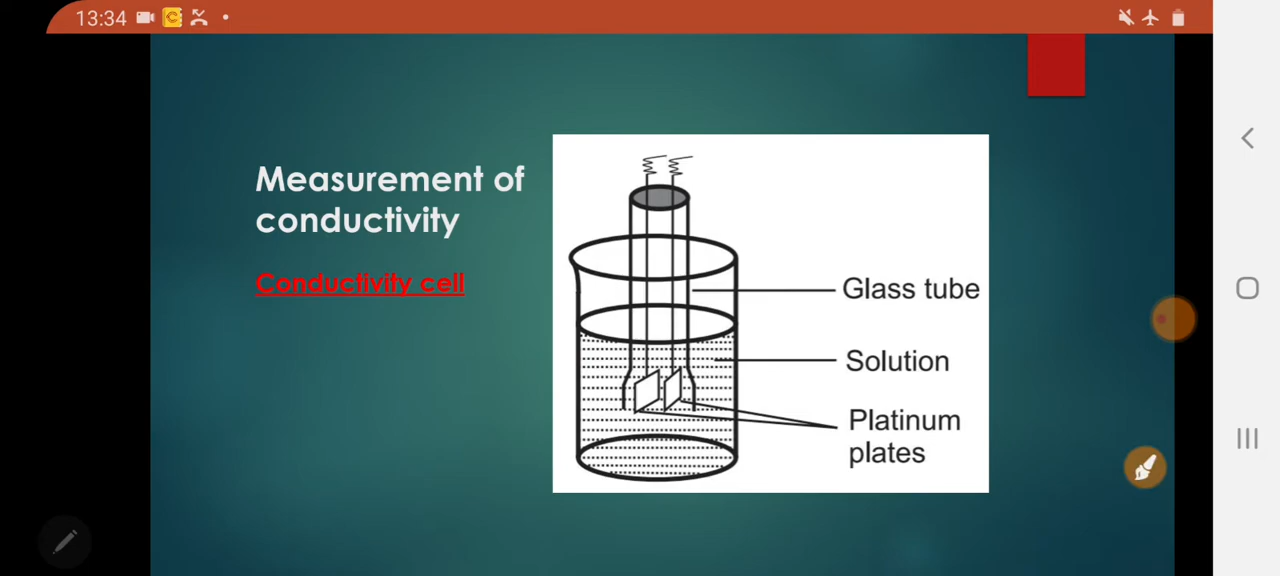 13:34
Measurement of
conductivity
Conductivity cell
Glass tube
Solution
Platinum
plates